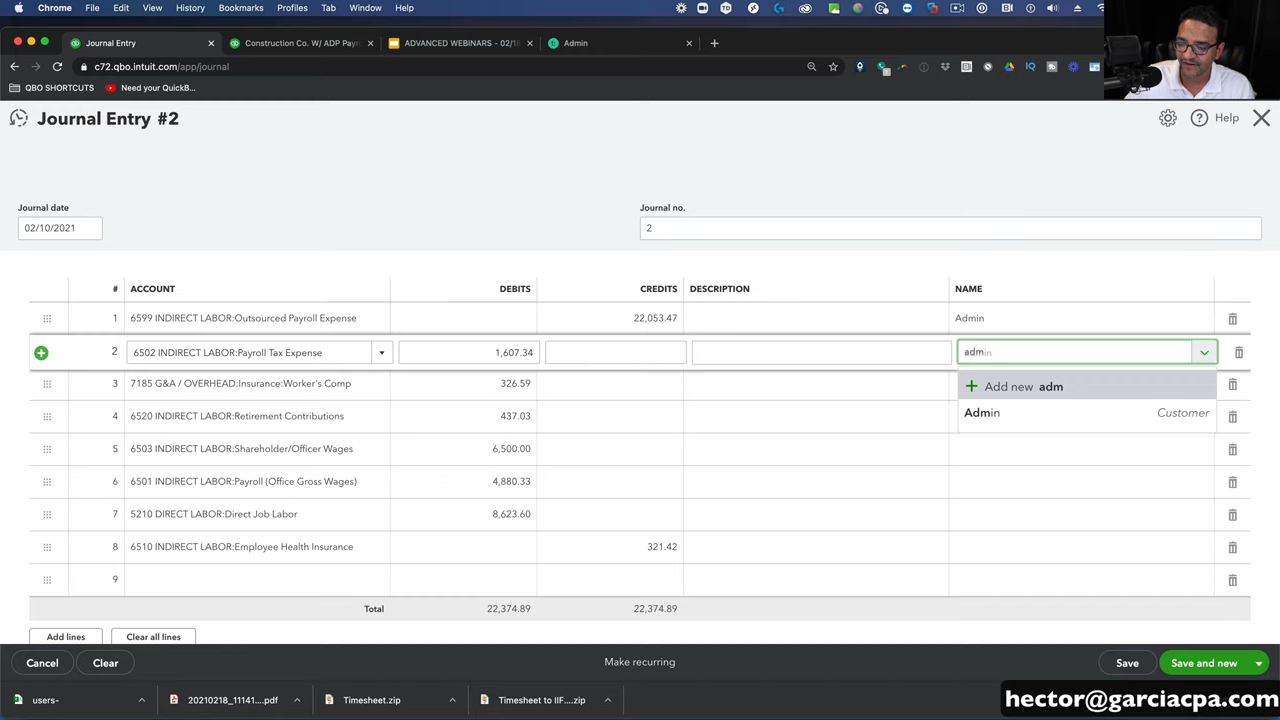 Chrome File Edit View History Bookmarks People Tab Window Help
Journal Entry
Construction Co. W/ ADP Payr
ADVANCED WEBINARS - 02/18
Admin
c72.qbo.intuit.com/app/journal
QBO SHORTCUTS Need your QuickB...
Journal Entry #2
Help
Journal date Journal no.
02/10/2021 2
# ACCOUNT DEBITS CREDITS DESCRIPTION NAME
1 6599 INDIRECT LABOR:Outsourced Payroll Expense 22,053.47 Admin
2 6502 INDIRECT LABOR:Payroll Tax Expense 1,607.34 admin
3 7185 G&A / OVERHEAD:Insurance:Worker's Comp 326.59
Add new adm
4 6520 INDIRECT LABOR:Retirement Contributions 437.03
Admin Customer
5 6503 INDIRECT LABOR:Shareholder/Officer Wages 6,500.00
6 6501 INDIRECT LABOR:Payroll (Office Gross Wages) 4,880.33
7 5210 DIRECT LABOR:Direct Job Labor 8,623.60
8 6510 INDIRECT LABOR:Employee Health Insurance 321.42
9
Total 22,374.89 22,374.89
Add lines Clear all lines
Cancel Clear Make recurring Save Save and new
users- 20210218_11141....pdf Timesheet.zip Timesheet to IIF....zip
hector@garciacpa.com